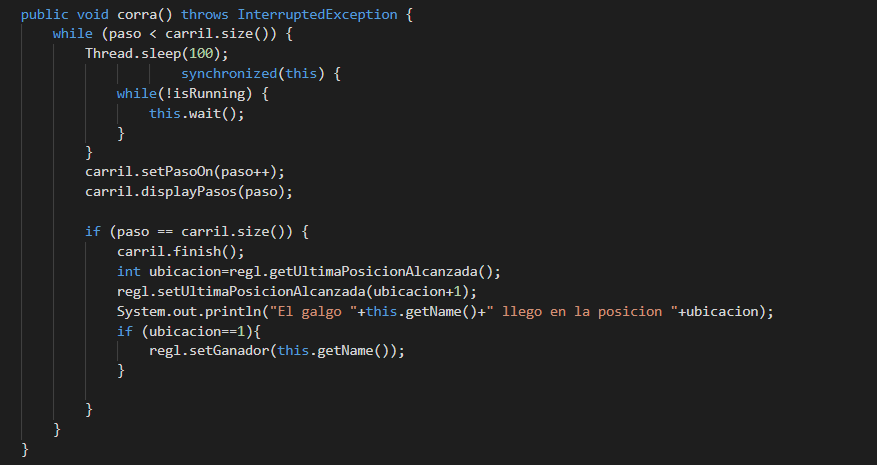 public void corra() throws InterruptedException {
    while (paso < carril.size()) {
        Thread.sleep(100);
                    synchronized(this) {
            while(!isRunning) {
                this.wait();
            }
        }
        carril.setPasoOn(paso++);
        carril.displayPasos(paso);

        if (paso == carril.size()) {
            carril.finish();
            int ubicacion=regl.getUltimaPosicionAlcanzada();
            regl.setUltimaPosicionAlcanzada(ubicacion+1);
            System.out.println("El galgo "+this.getName()+" llego en la posicion "+ubicacion);
            if (ubicacion==1){
                regl.setGanador(this.getName());
            }

        }
    }
}